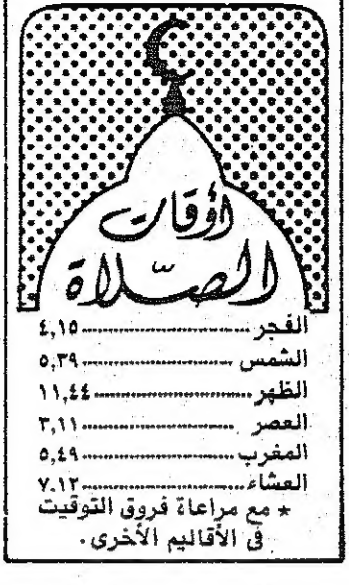 أوقات
الصلاة
الفجر ............ ٤,١٥
الشمس ............ ٥,٣٩
الظهر ............ ١١,٤٤
العصر ............ ٣,١١
المغرب ............ ٥,٤٩
العشاء ............ ٧.١٢
* مع مراعاة فروق التوقيت
فى الأقاليم الأخرى.